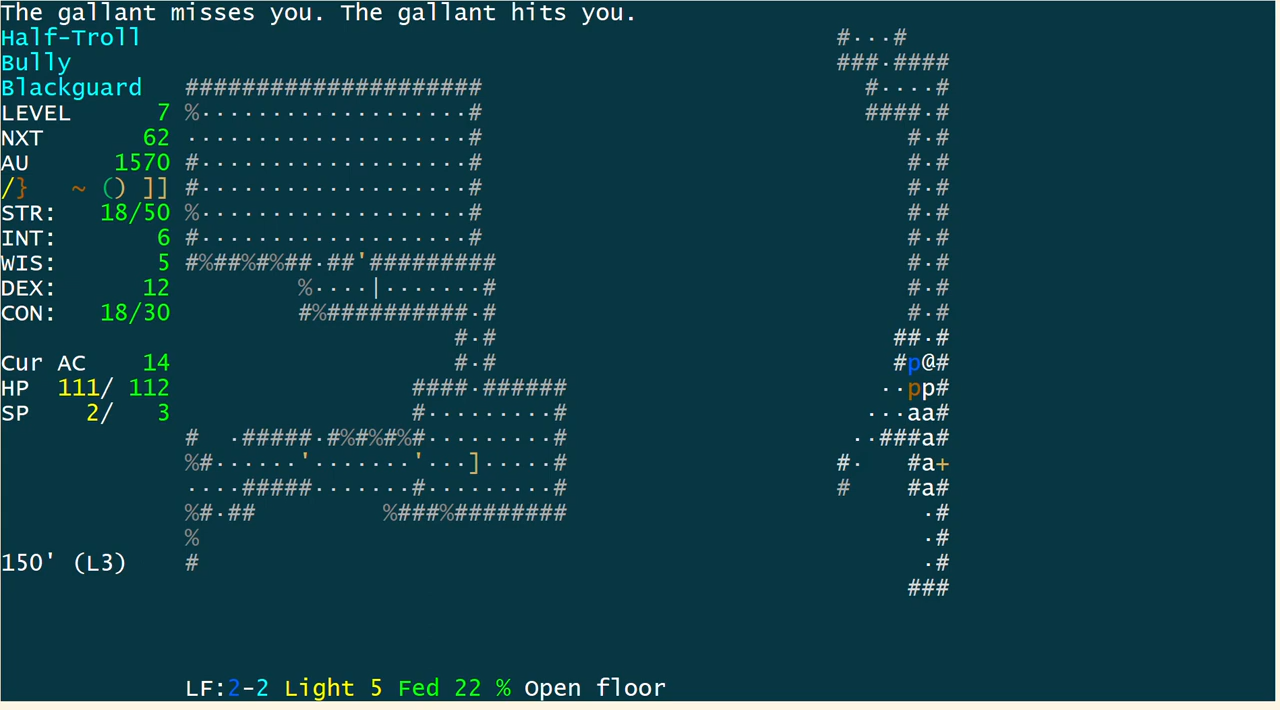 The gallant misses you. The gallant hits you.
Half-Troll #···#
Bully ###·####
Blackguard ##################### #····#
LEVEL 7 %···················# ####·#
NXT 62 ····················# #·#
AU 1570 #···················# #·#
/} ~ () ]] #···················# #·#
STR: 18/50 %···················# #·#
INT: 6 #···················# #·#
WIS: 5 #%##%#%##·##'######### #·#
DEX: 12 %····|·······# #·#
CON: 18/30 #%##########·# #·#
#·# ##·#
Cur AC 14 #·# #p@#
HP 111/ 112 ####·###### ··pp#
SP 2/ 3 #·········# ···aa#
# ·#####·#%#%#%#·········# ··###a#
%#······'·······'···]·····# #· #a+
····#####·······#·········# # #a#
%#·## %###%######## ·#
% ·#
150' (L3) # ·#
###
LF:2-2 Light 5 Fed 22 % Open floor